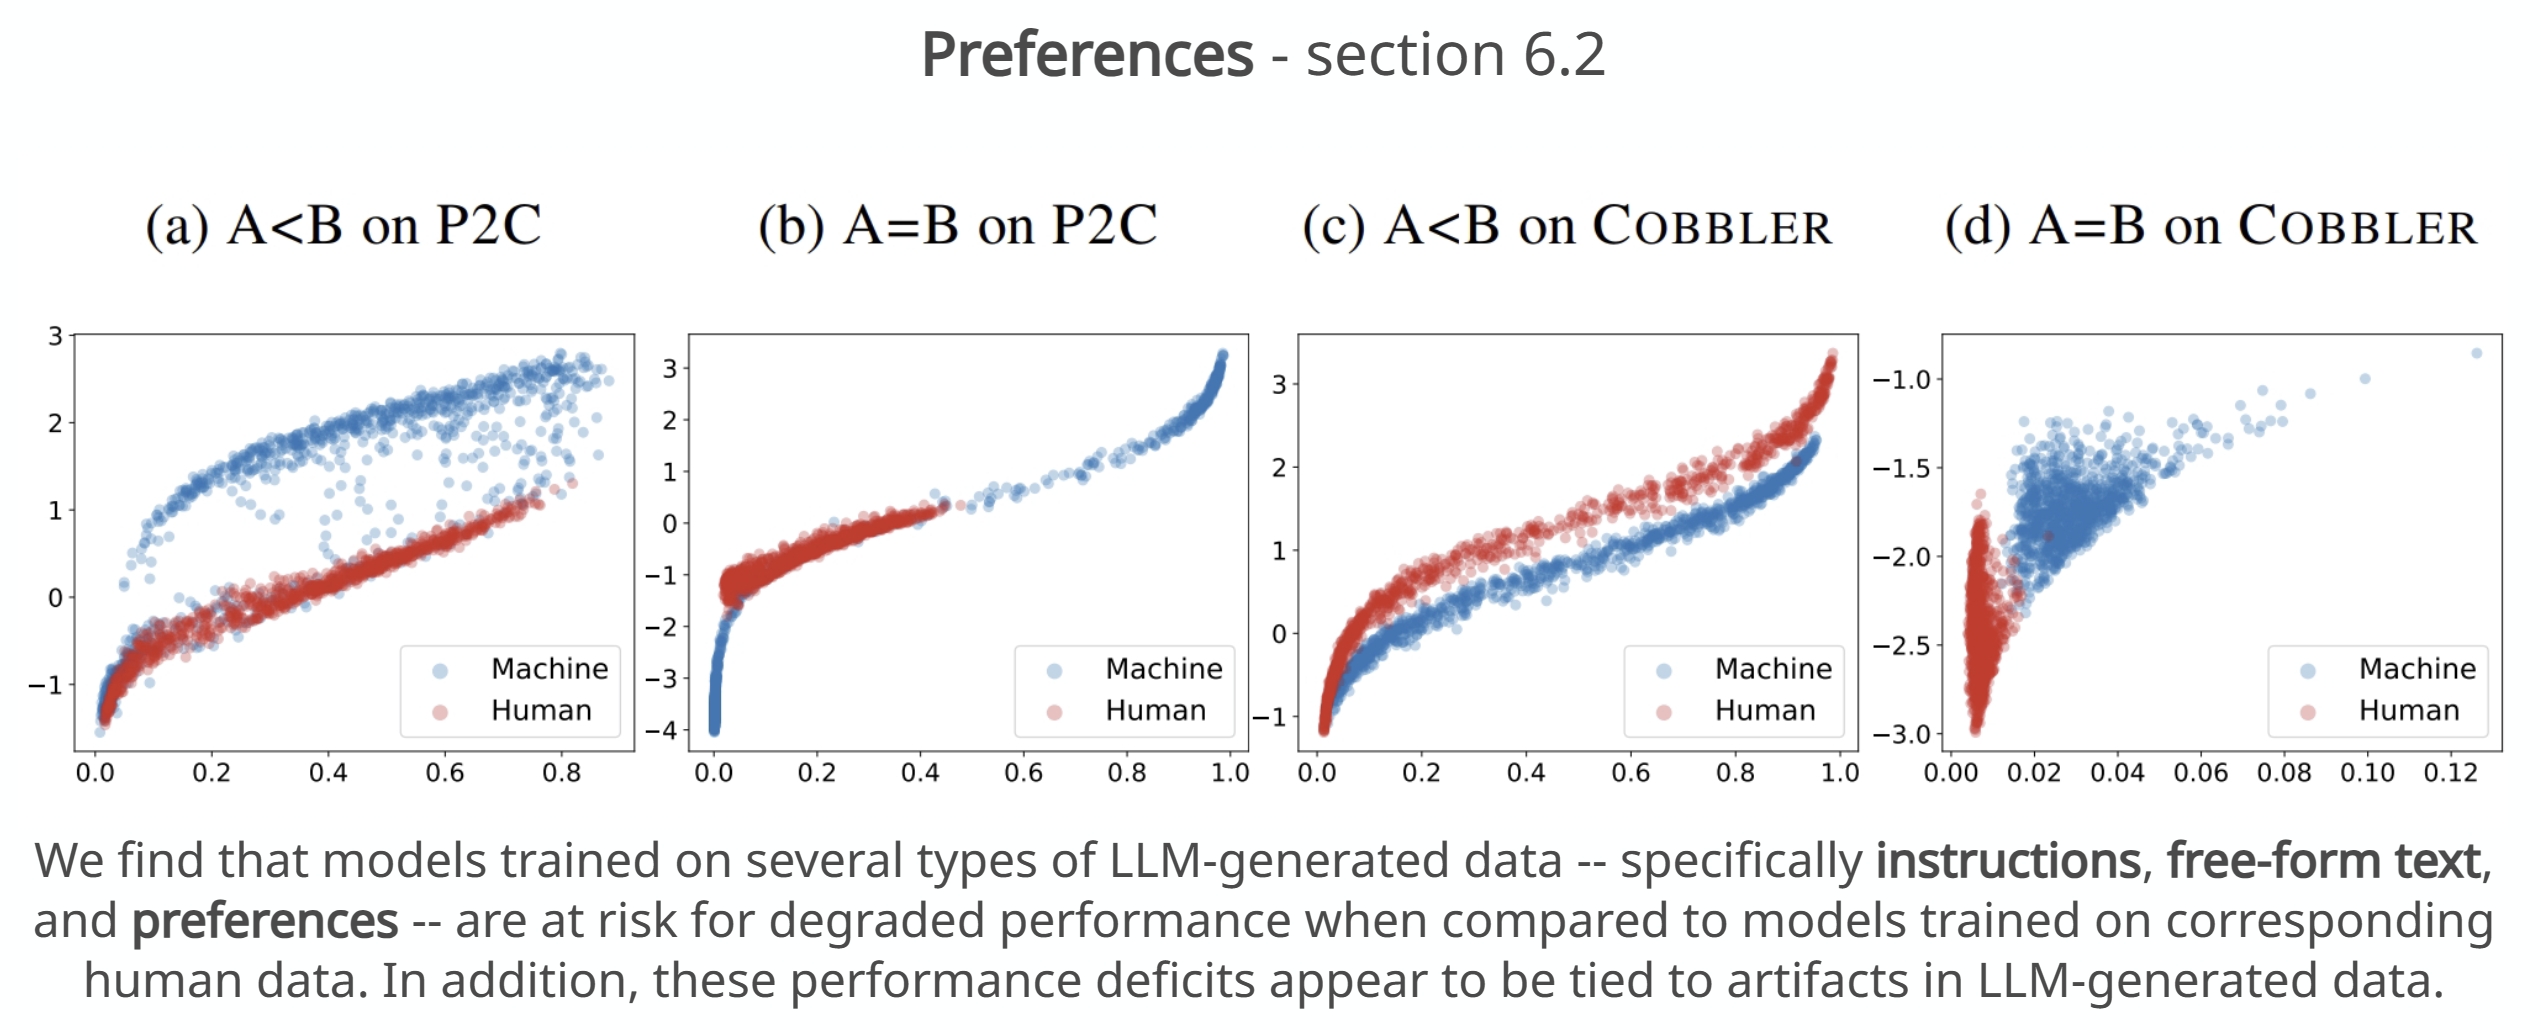 Preferences - section 6.2
(a) A<B on P2C
(b) A=B on P2C
(c) A<B on COBBLER
(d) A=B on COBBLER
3
2
1
0
−1
0.0 0.2 0.4 0.6 0.8
Machine
Human
3
2
1
0
−1
−2
−3
−4
0.0 0.2 0.4 0.6 0.8 1.0
Machine
Human
3
2
1
0
−1
0.0 0.2 0.4 0.6 0.8 1.0
Machine
Human
−1.0
−1.5
−2.0
−2.5
−3.0
0.00 0.02 0.04 0.06 0.08 0.10 0.12
Machine
Human
We find that models trained on several types of LLM-generated data -- specifically instructions, free-form text,
and preferences -- are at risk for degraded performance when compared to models trained on corresponding
human data. In addition, these performance deficits appear to be tied to artifacts in LLM-generated data.